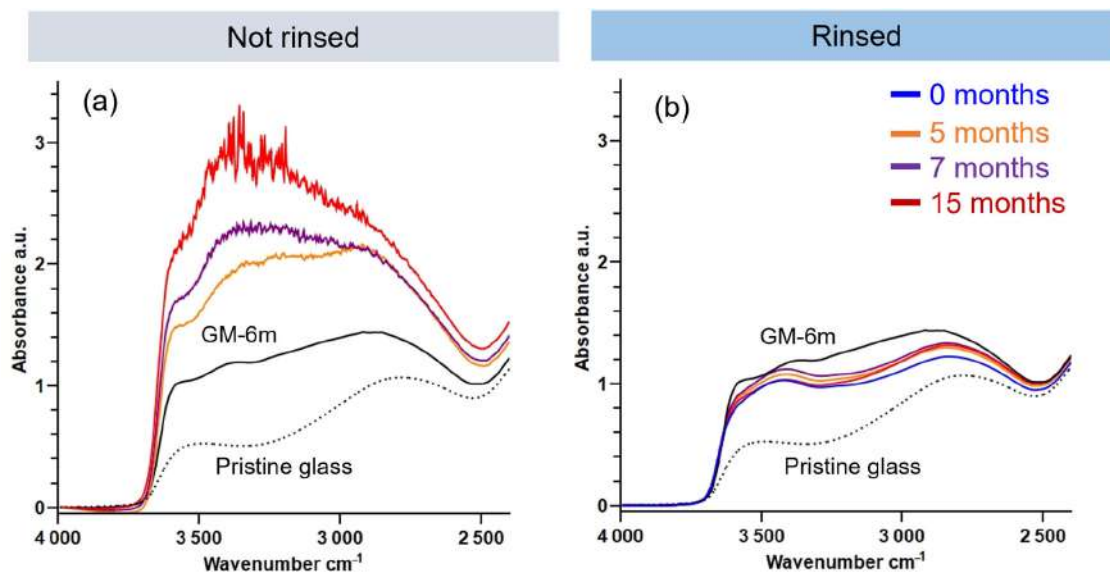 Not rinsed
Rinsed
(a)
3
2
1
0
Absorbance a.u.
GM-6m
Pristine glass
4 000
3 500
3 000
2 500
Wavenumber cm⁻¹
(b)
0 months
5 months
7 months
15 months
3
2
1
0
Absorbance a.u.
GM-6m
Pristine glass
4 000
3 500
3 000
2 500
Wavenumber cm⁻¹